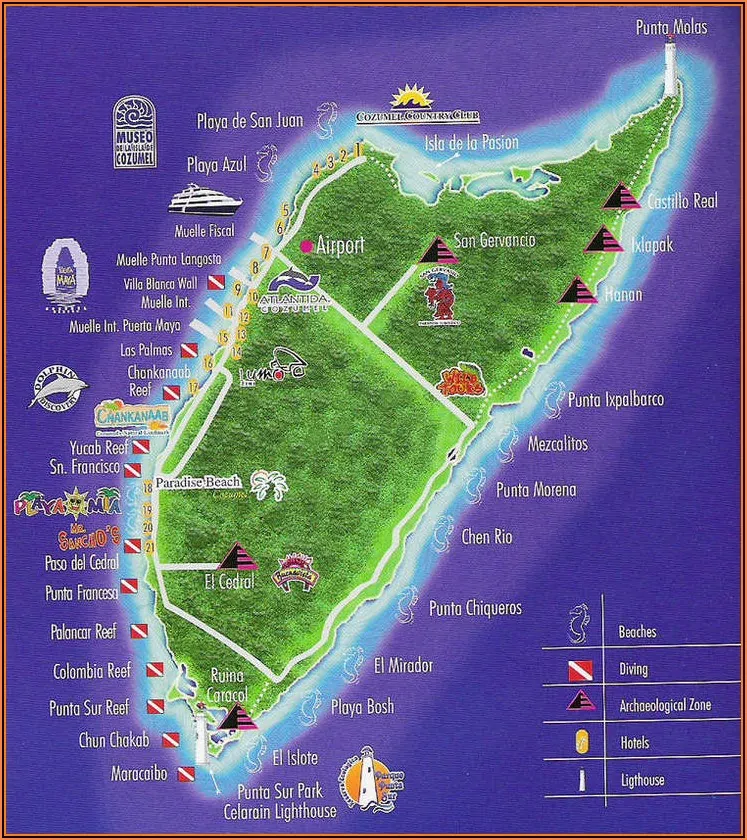 Punta Molas
MUSEO
DE LA ISLA DE
COZUMEL
Playa de San Juan
COZUMEL COUNTRY CLUB
Isla de la Pasion
Playa Azul
4 3 2 1
Castillo Real
5
6
Muelle Fiscal
Airport
San Gervancio
Ixlapak
7
Muelle Punta Langosta
8
Villa Blanca Wall
9
Muelle Int.
10
ATLANTIDA
COZUMEL
Hanan
11
12
Muelle Int. Puerta Maya
13
15
14
Las Palmas
16
Chankanaab
Reef
17
DOLPHIN
DISCOVERY
CHANKANAAB
Punta Ixpalbarco
Yucab Reef
Mezcalitos
Sn. Francisco
Paradise Beach
Cozumel
18
Punta Morena
PLAYA MIA
19
MR.
SANCHO'S
20
21
Chen Rio
Paso del Cedral
El Cedral
Punta Francesa
Punta Chiqueros
Palancar Reef
Beaches
Colombia Reef
Ruina
Caracol
El Mirador
Diving
Punta Sur Reef
Playa Bosh
Archaeological Zone
Chun Chakab
Hotels
El Islote
Maracaibo
Ligthouse
Punta Sur Park
Celarain Lighthouse